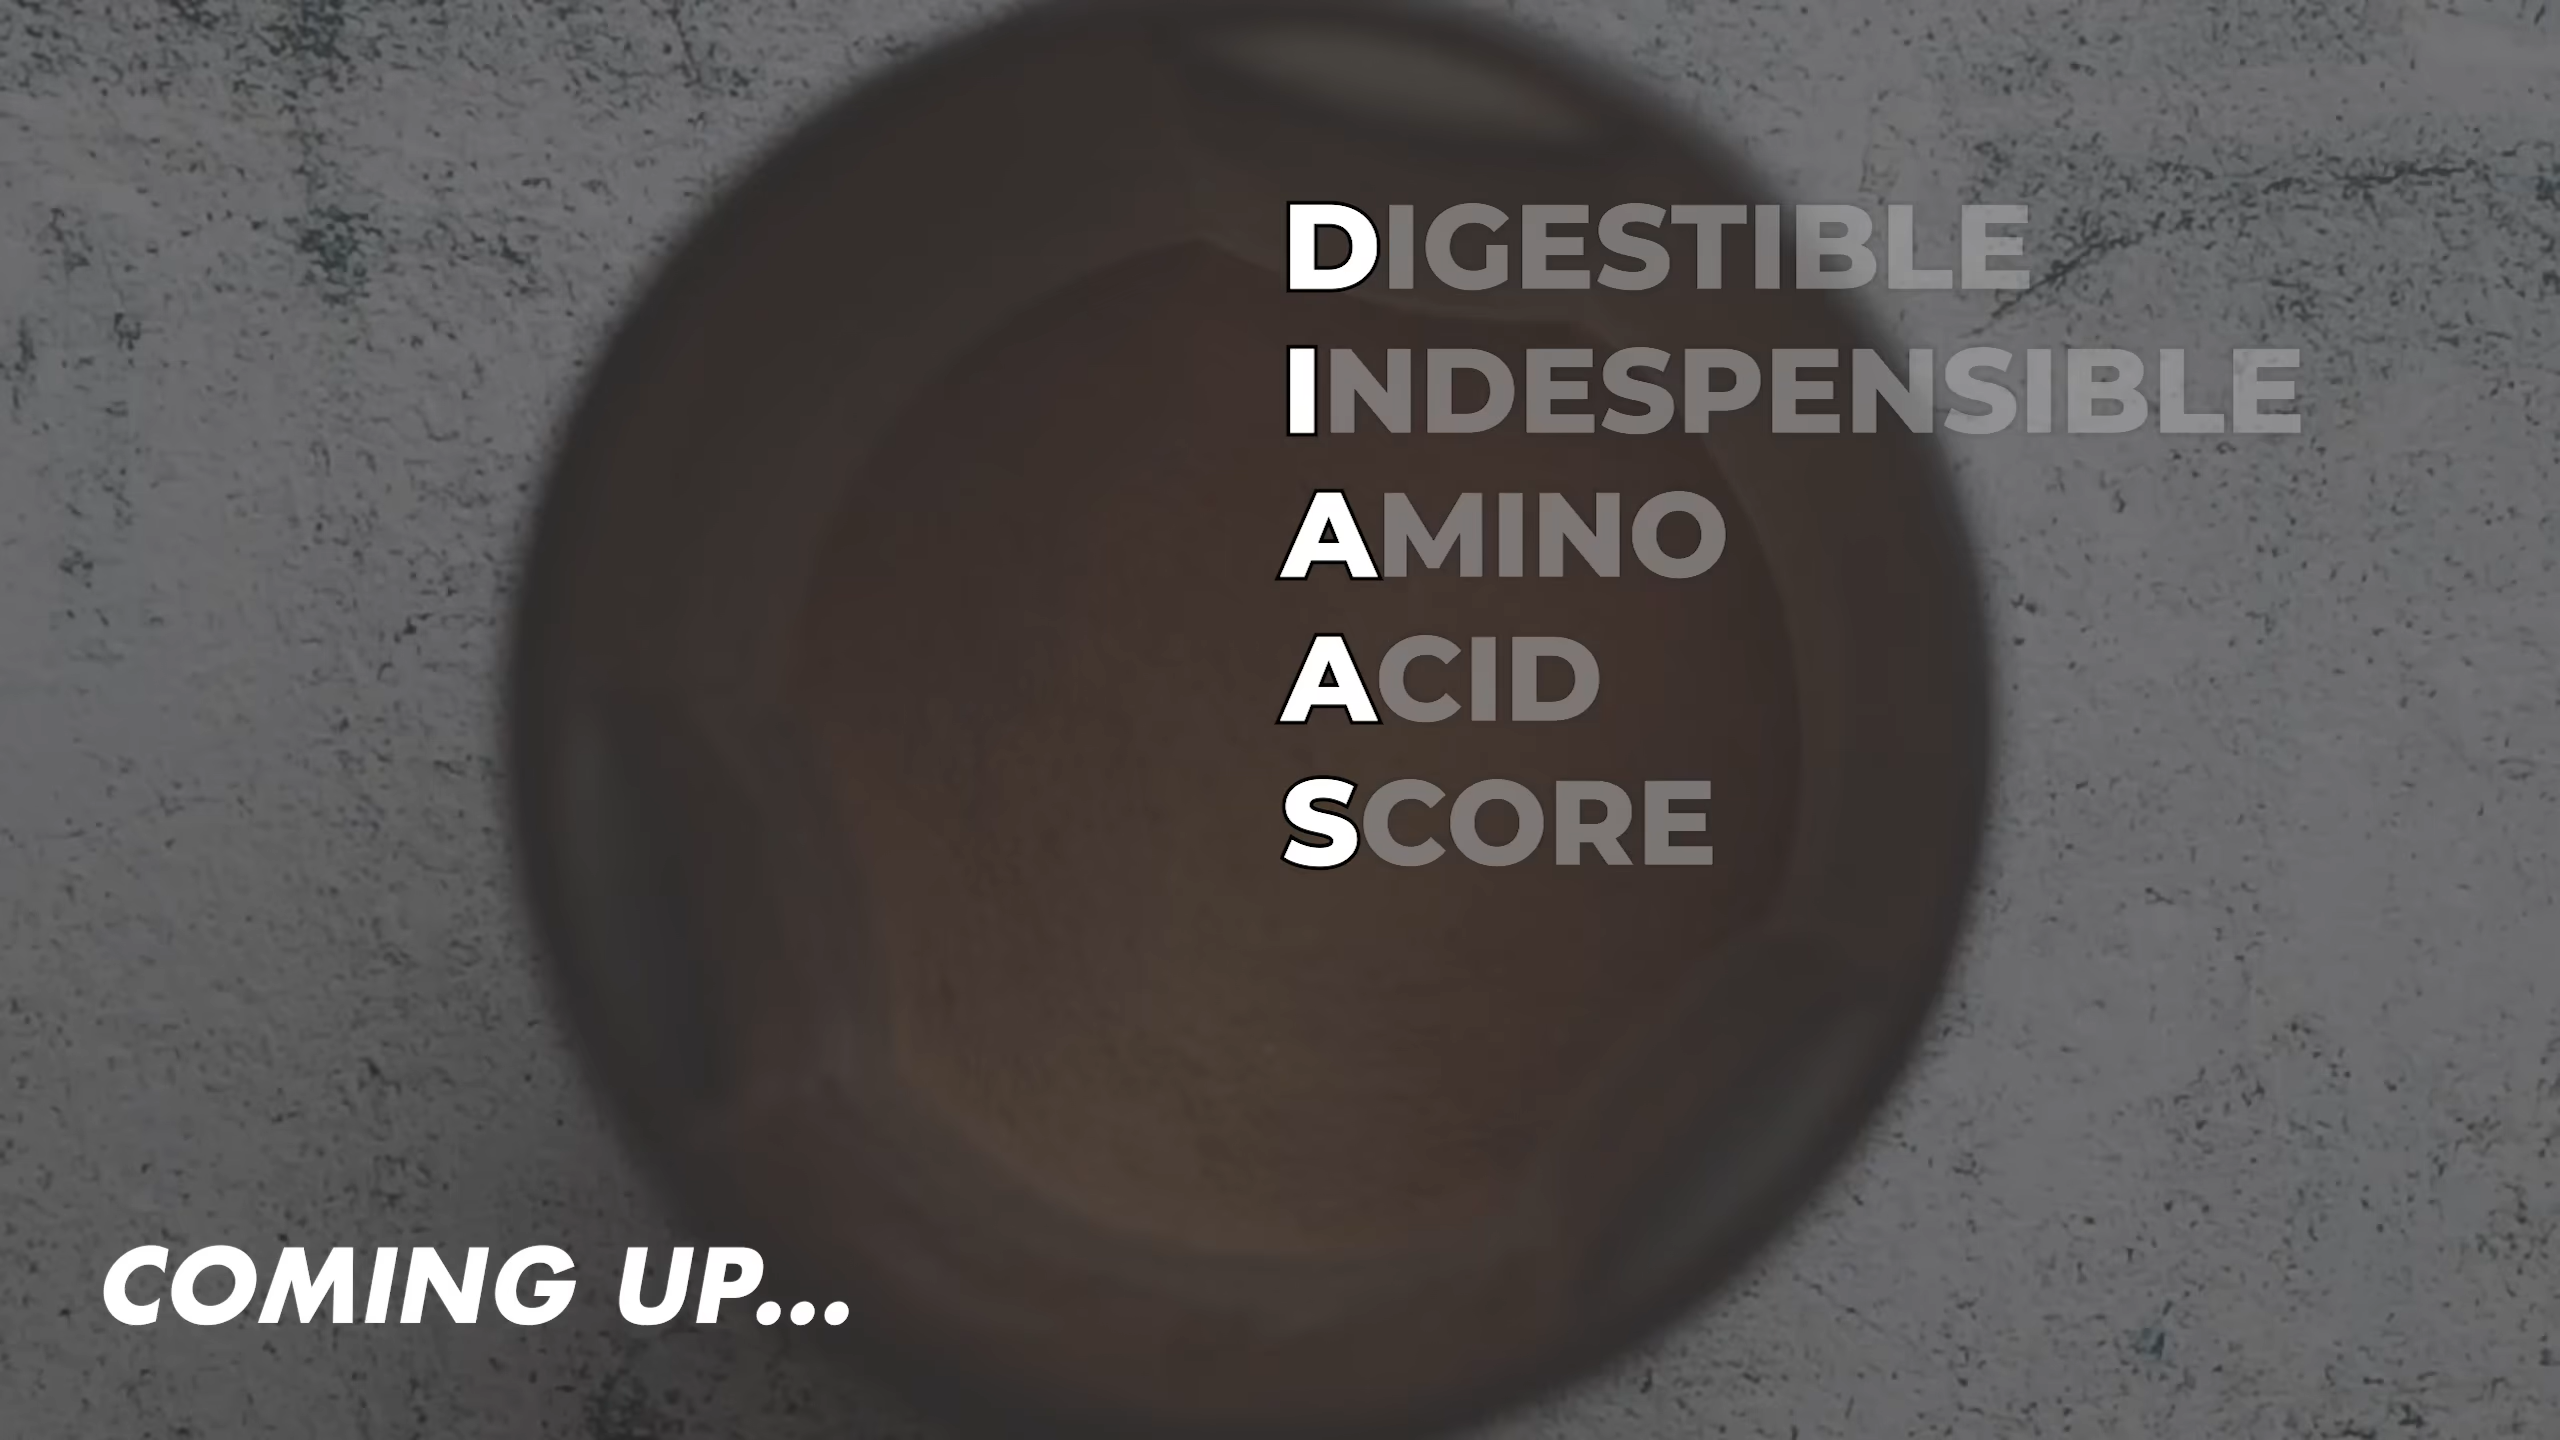 DIGESTIBLE
INDESPENSIBLE
AMINO
ACID
SCORE
COMING UP...